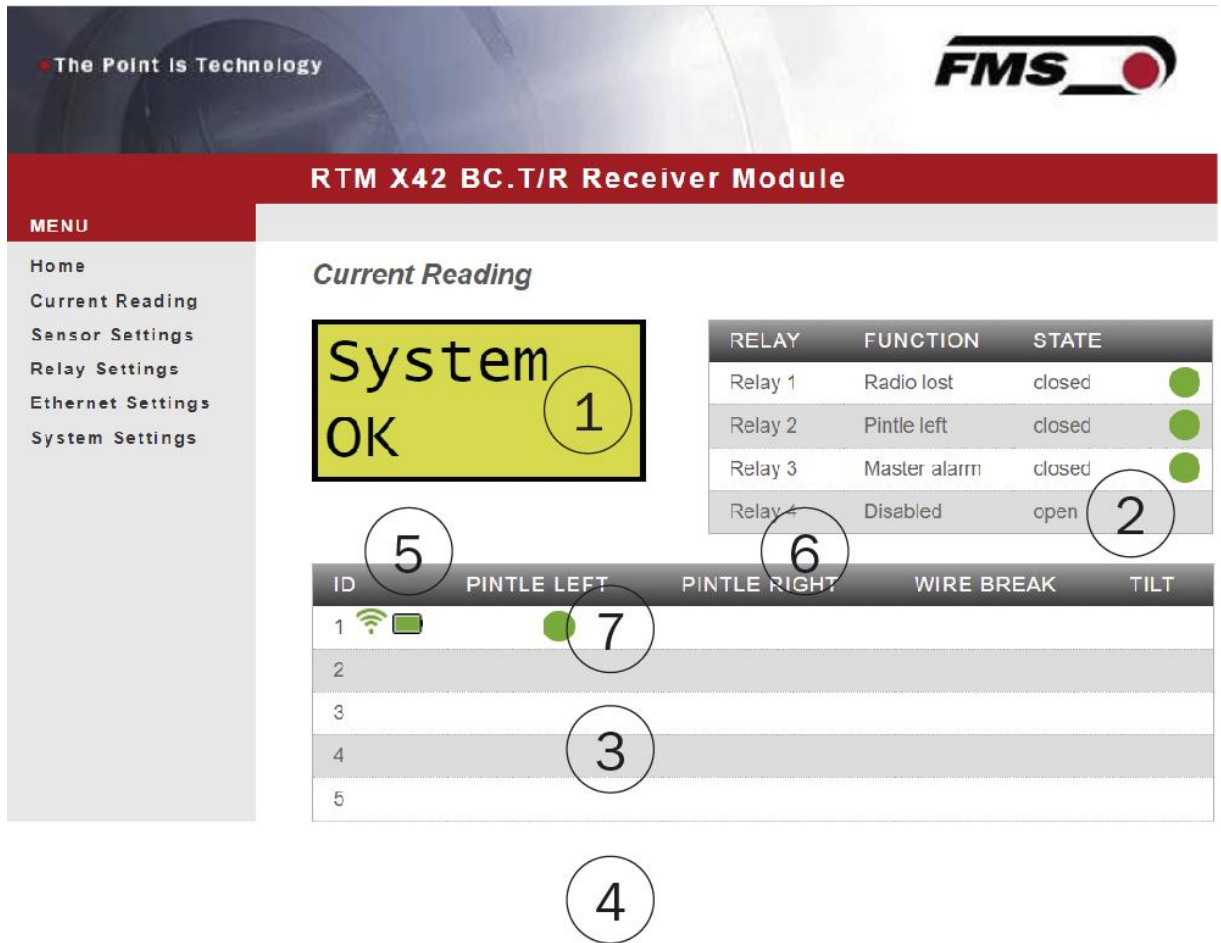 The Point Is Technology
FMS
RTM X42 BC.T/R Receiver Module
MENU
Home
Current Reading
Sensor Settings
Relay Settings
Ethernet Settings
System Settings
Current Reading
System
OK
1
RELAY FUNCTION STATE
Relay 1 Radio lost closed
Relay 2 Pintle left closed
Relay 3 Master alarm closed
Relay 4 Disabled open
2
5
6
ID PINTLE LEFT PINTLE RIGHT WIRE BREAK TILT
1
7
2
3
3
4
5
4